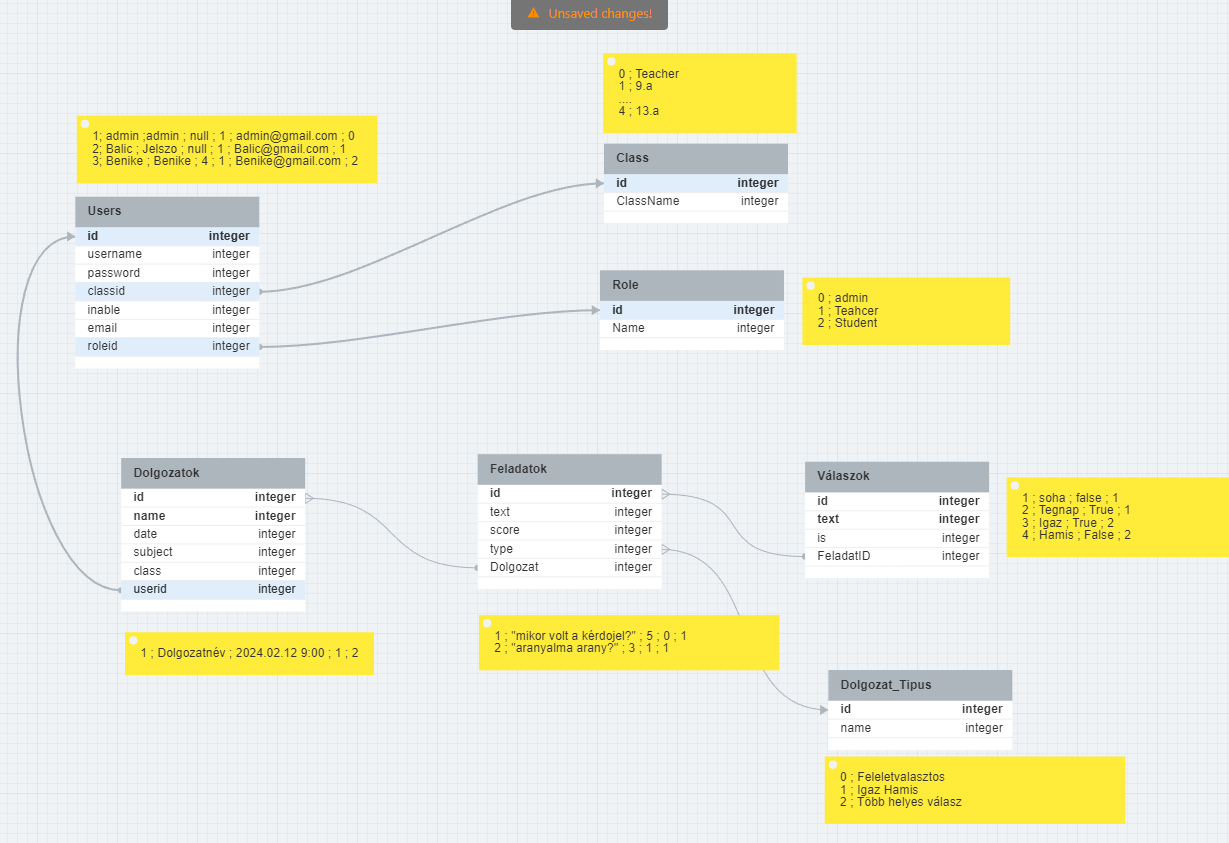 Unsaved changes!
0 ; Teacher
1 ; 9.a
....
4 ; 13.a
1; admin ;admin ; null ; 1 ; admin@gmail.com ; 0
2; Balic ; Jelszo ; null ; 1 ; Balic@gmail.com ; 1
3; Benike ; Benike ; 4 ; 1 ; Benike@gmail.com ; 2
Class
id integer
ClassName integer
Users
id integer
username integer
password integer
classid integer
inable integer
email integer
roleid integer
Role
id integer
Name integer
0 ; admin
1 ; Teahcer
2 ; Student
Dolgozatok
id integer
name integer
date integer
subject integer
class integer
userid integer
Feladatok
id integer
text integer
score integer
type integer
Dolgozat integer
Válaszok
id integer
text integer
is integer
FeladatID integer
1 ; soha ; false ; 1
2 ; Tegnap ; True ; 1
3 ; Igaz ; True ; 2
4 ; Hamis ; False ; 2
1 ; Dolgozatnév ; 2024.02.12 9:00 ; 1 ; 2
1 ; "mikor volt a kérdojel?" ; 5 ; 0 ; 1
2 ; "aranyalma arany?" ; 3 ; 1 ; 1
Dolgozat_Tipus
id integer
name integer
0 ; Feleletvalasztos
1 ; Igaz Hamis
2 ; Több helyes válasz